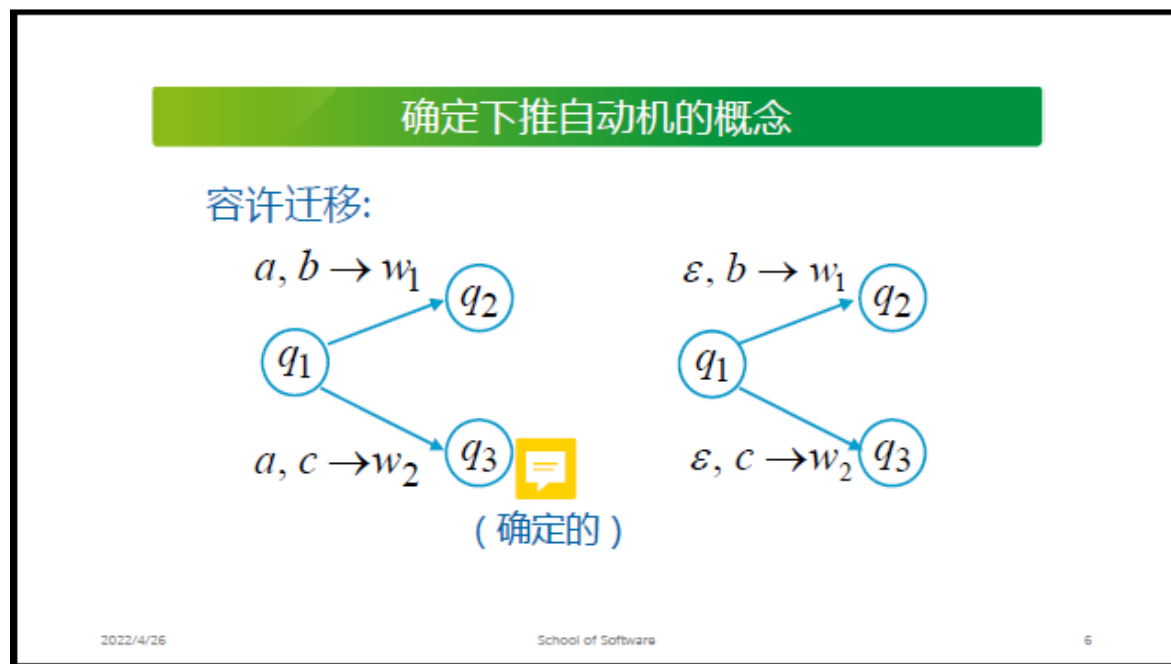 确定下推自动机的概念
容许迁移:
a, b → w₁
q₂
q₁
a, c → w₂
q₃
ε, b → w₁
q₂
q₁
ε, c → w₂
q₃
（确定的）
2022/4/26
School of Software
6